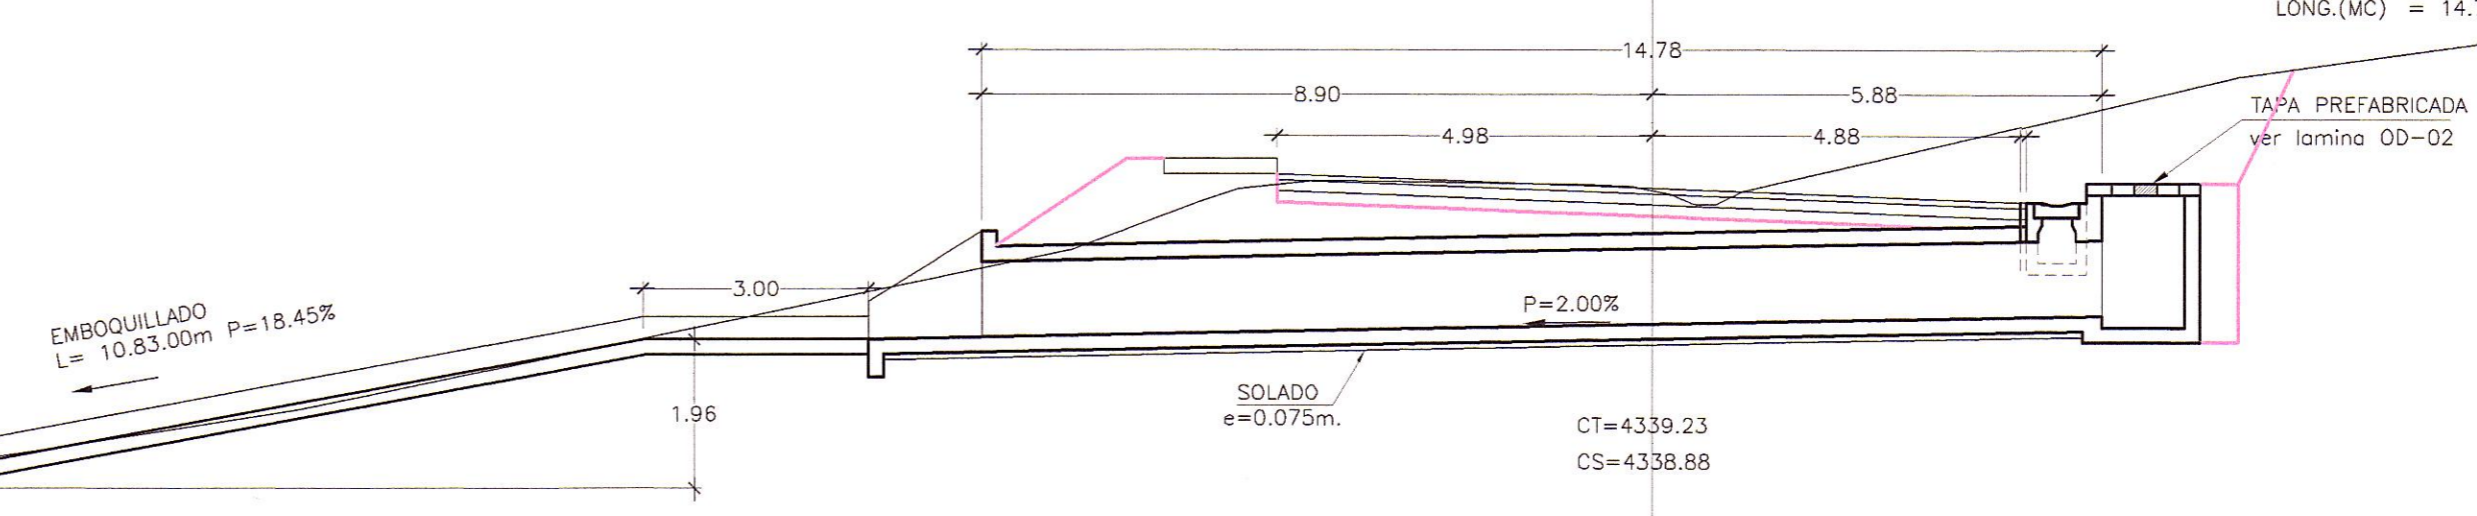 LONG.(MC) = 14.
14.78
8.90
5.88
TAPA PREFABRICADA
ver lamina OD-02
4.98
4.88
3.00
EMBOQUILLADO
L= 10.83.00m P=18.45%
P=2.00%
SOLADO
e=0.075m.
1.96
CT=4339.23
CS=4338.88